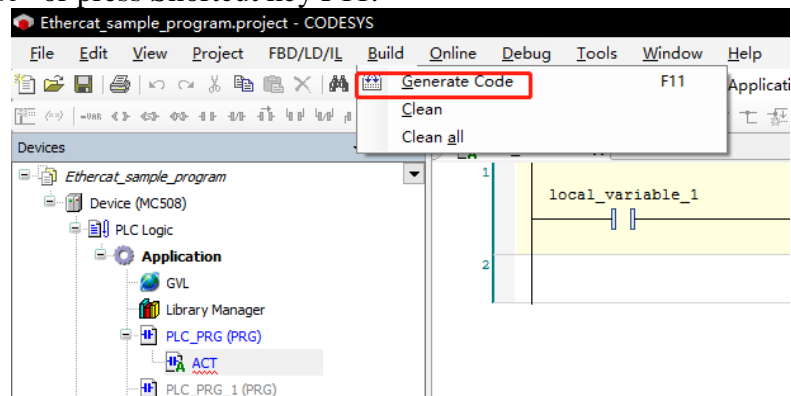 or press Shortcut key F11.
Ethercat_sample_program.project - CODESYS
File Edit View Project FBD/LD/IL Build Online Debug Tools Window Help
Generate Code F11
Applicati
Clean
Clean all
Devices
Ethercat_sample_program
Device (MC508)
PLC Logic
Application
GVL
Library Manager
PLC_PRG (PRG)
ACT
PLC_PRG_1 (PRG)
1
local_variable_1
2